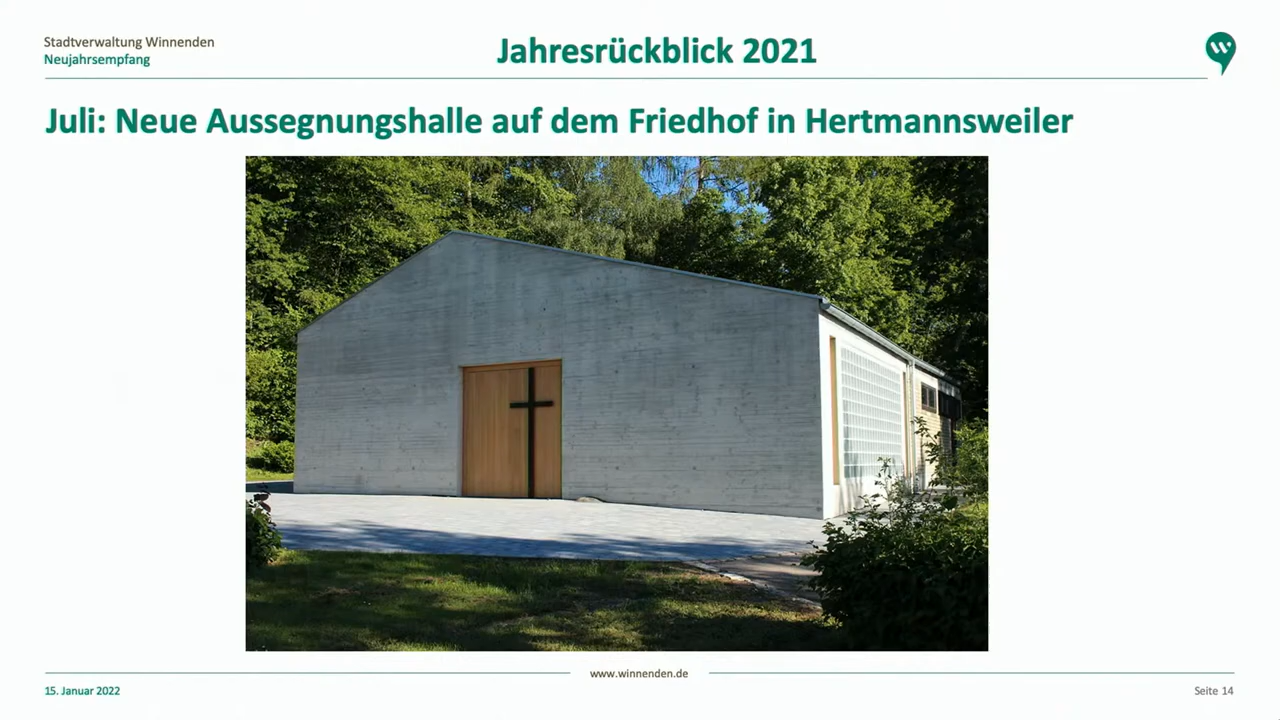 Stadtverwaltung Winnenden
Neujahrsempfang
Jahresrückblick 2021
w
Juli: Neue Aussegnungshalle auf dem Friedhof in Hertmannsweiler
www.winnenden.de
15. Januar 2022
Seite 14